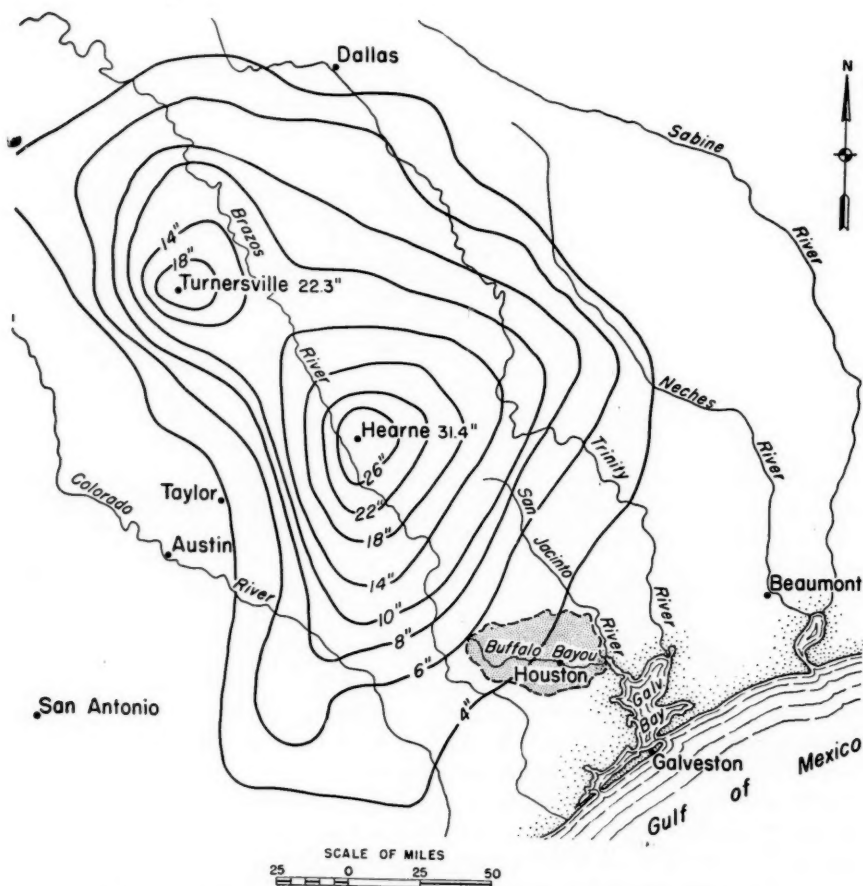 Dallas
N
Sabine
River
14"
Brazos
18"
Turnersville 22.3"
River
Neches
River
Hearne 31.4"
26"
22"
18"
14"
10"
8"
6"
4"
Trinity
River
San
Jacinto
River
Colorado
River
Taylor
Austin
Beaumont
Buffalo Bayou
Houston
San Antonio
Galv
Bay
Galveston
Gulf of Mexico
SCALE OF MILES
25 0 25 50